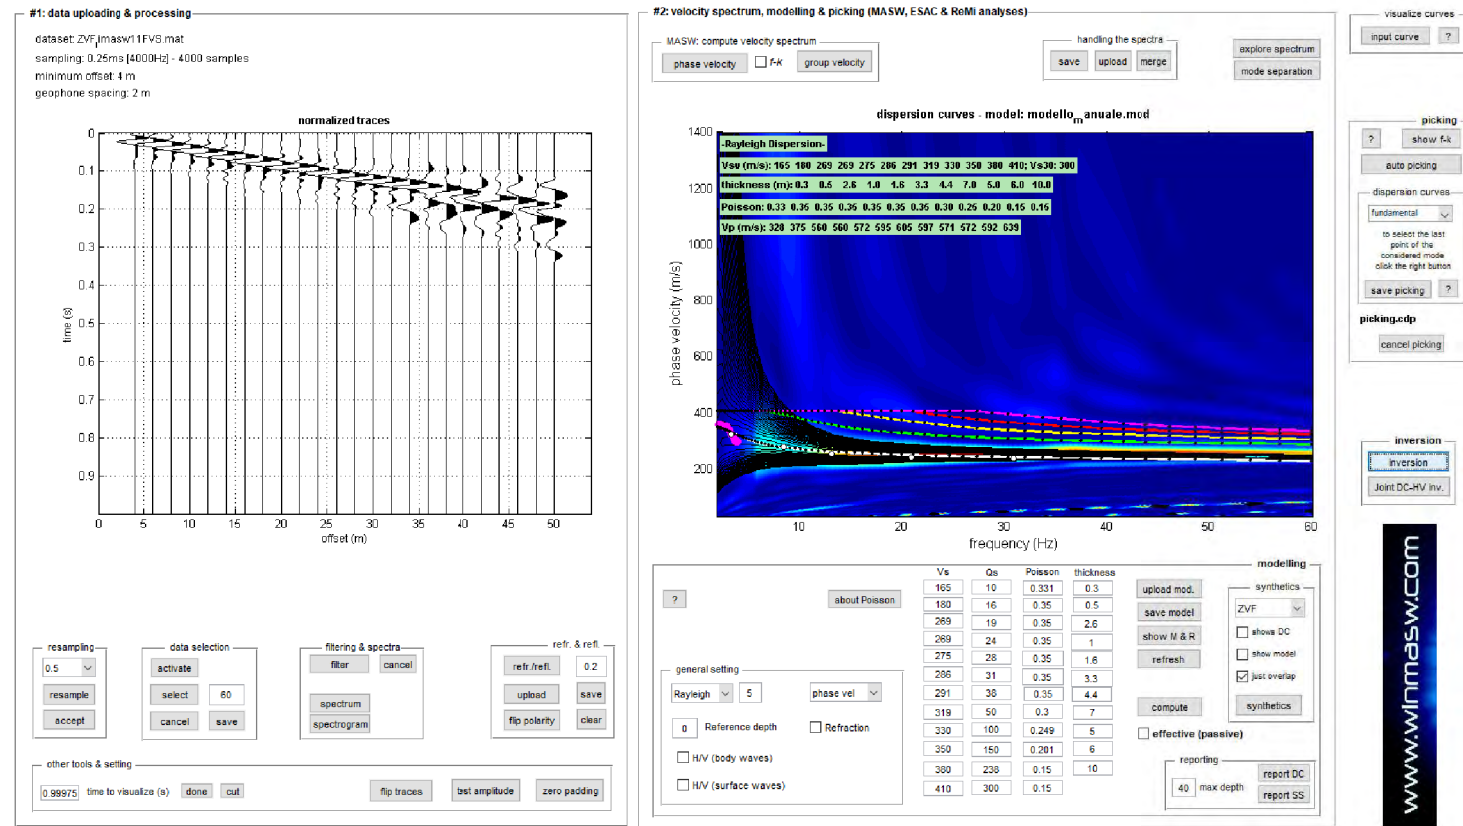 #1: data uploading & processing
dataset: ZVF_imasw11FVS.mat
sampling: 0.25ms [4000Hz] - 4000 samples
minimum offset: 4 m
geophone spacing: 2 m
normalized traces
0
0.1
0.2
0.3
0.4
0.5
0.6
0.7
0.8
0.9
time (s)
0 5 10 15 20 25 30 35 40 45 50
offset (m)
resampling
0.5
resample
accept
data selection
activate
select 60
cancel save
filtering & spectra
filter cancel
spectrum
spectrogram
refr. & refl.
refr./refl. 0.2
upload save
flip polarity clear
other tools & setting
0.99975 time to visualize (s) done cut
flip traces test amplitude zero padding
#2: velocity spectrum, modelling & picking (MASW, ESAC & ReMi analyses)
MASW: compute velocity spectrum
phase velocity f-k group velocity
handling the spectra
save upload merge
explore spectrum
mode separation
dispersion curves - model: modello_manuale.mod
-Rayleigh Dispersion-
Vsv (m/s): 165 180 269 269 275 286 291 319 330 350 380 410; Vs30: 300
thickness (m): 0.3 0.5 2.6 1.0 1.6 3.3 4.4 7.0 5.0 6.0 10.0
Poisson: 0.33 0.35 0.35 0.35 0.35 0.35 0.35 0.30 0.25 0.20 0.15 0.15
Vp (m/s): 328 375 560 560 572 595 605 597 571 572 592 639
1400
1200
1000
800
600
400
200
phase velocity (m/s)
10 20 30 40 50 60
frequency (Hz)
modelling
? about Poisson
general setting
Rayleigh 5 phase vel
0 Reference depth Refraction
H/V (body waves)
H/V (surface waves)
Vs Qs Poisson thickness
165 10 0.331 0.3
180 16 0.35 0.5
269 19 0.35 2.6
269 24 0.35 1
275 28 0.35 1.6
286 31 0.35 3.3
291 38 0.35 4.4
319 50 0.3 7
330 100 0.249 5
350 150 0.201 6
380 238 0.15 10
410 300 0.15
upload mod.
save model
show M & R
refresh
compute
effective (passive)
synthetics
ZVF
shows DC
show model
just overlap
synthetics
reporting
40 max depth
report DC
report SS
visualize curves
input curve ?
picking
? show f-k
auto picking
dispersion curves
fundamental
to select the last
point of the
considered mode
click the right button
save picking ?
picking.cdp
cancel picking
inversion
inversion
Joint DC-HV inv.
www.winmasw.com